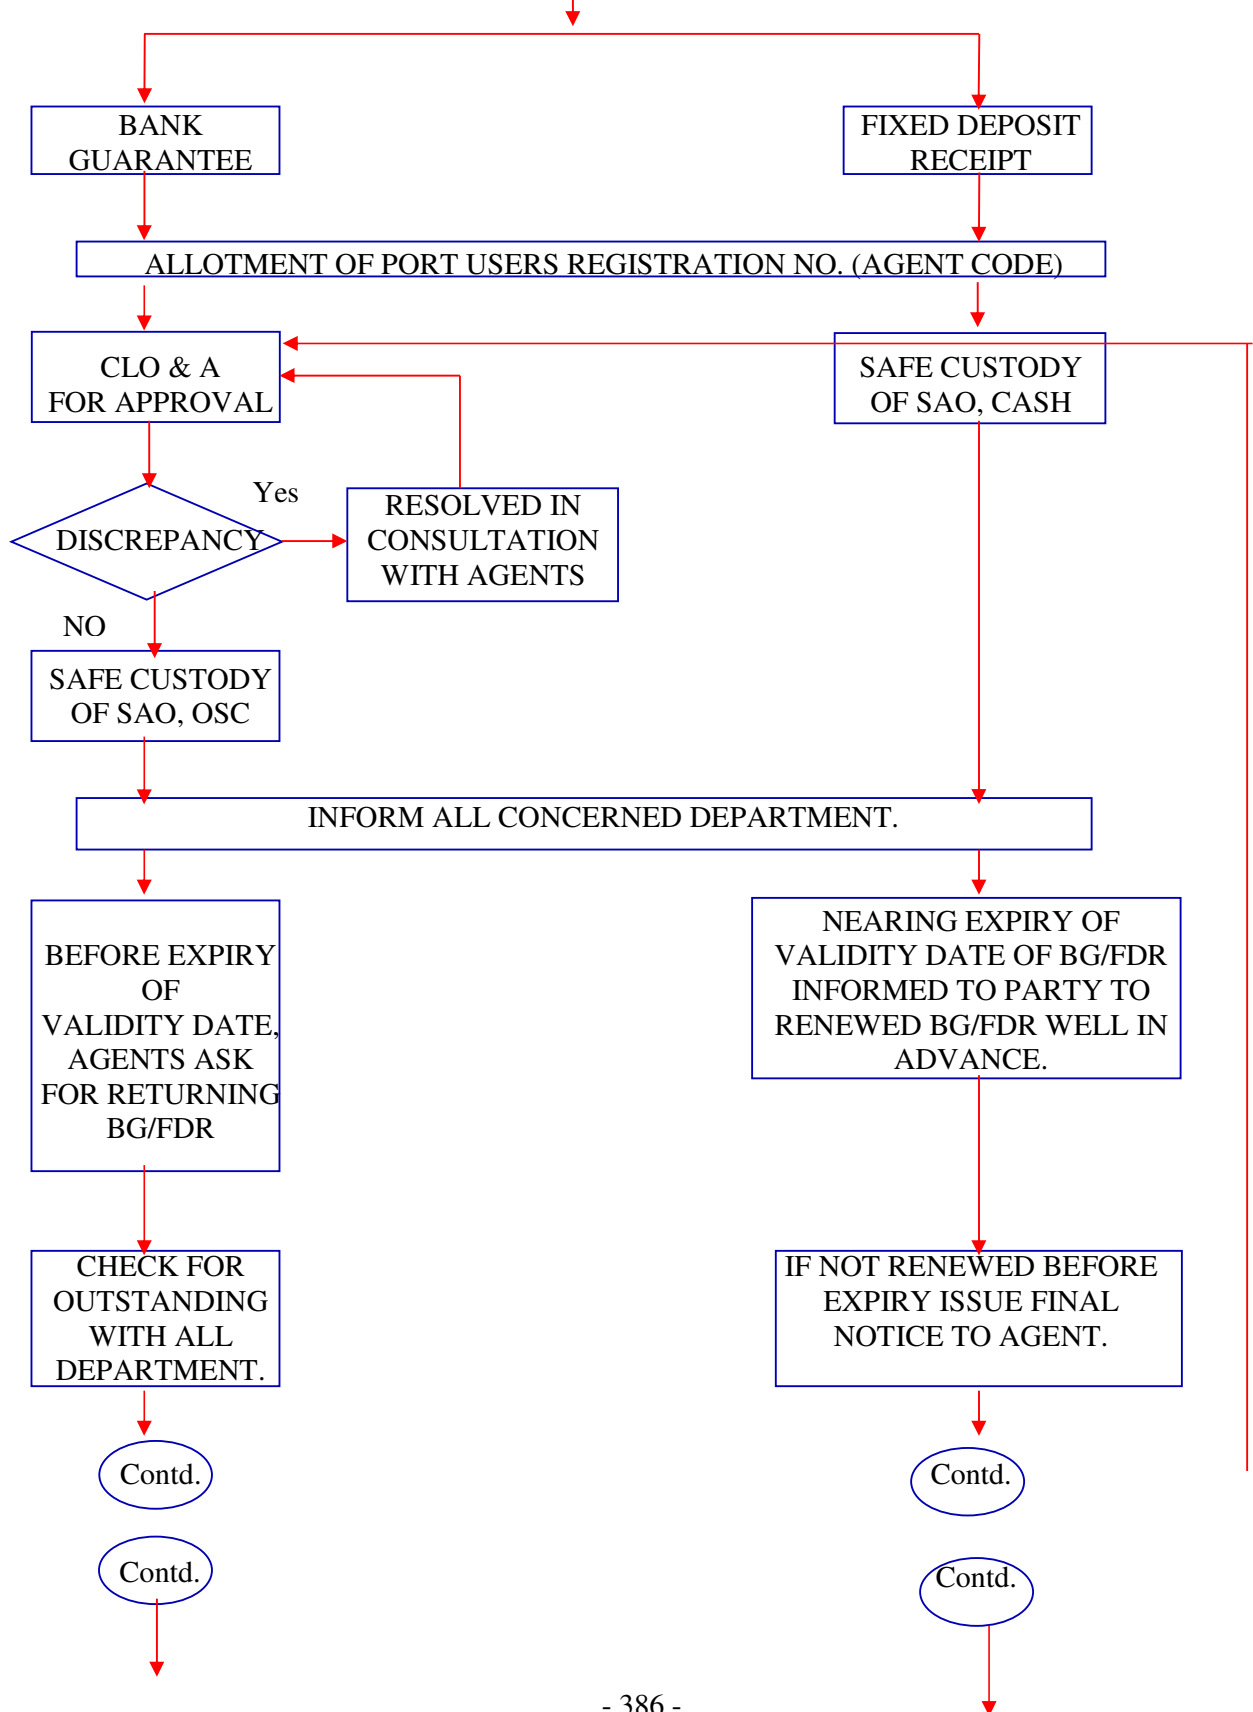 BANK
GUARANTEE
FIXED DEPOSIT
RECEIPT
ALLOTMENT OF PORT USERS REGISTRATION NO. (AGENT CODE)
CLO & A
FOR APPROVAL
SAFE CUSTODY
OF SAO, CASH
DISCREPANCY
Yes
RESOLVED IN
CONSULTATION
WITH AGENTS
NO
SAFE CUSTODY
OF SAO, OSC
INFORM ALL CONCERNED DEPARTMENT.
BEFORE EXPIRY
OF
VALIDITY DATE,
AGENTS ASK
FOR RETURNING
BG/FDR
NEARING EXPIRY OF
VALIDITY DATE OF BG/FDR
INFORMED TO PARTY TO
RENEWED BG/FDR WELL IN
ADVANCE.
CHECK FOR
OUTSTANDING
WITH ALL
DEPARTMENT.
IF NOT RENEWED BEFORE
EXPIRY ISSUE FINAL
NOTICE TO AGENT.
Contd.
Contd.
Contd.
Contd.
- 386 -